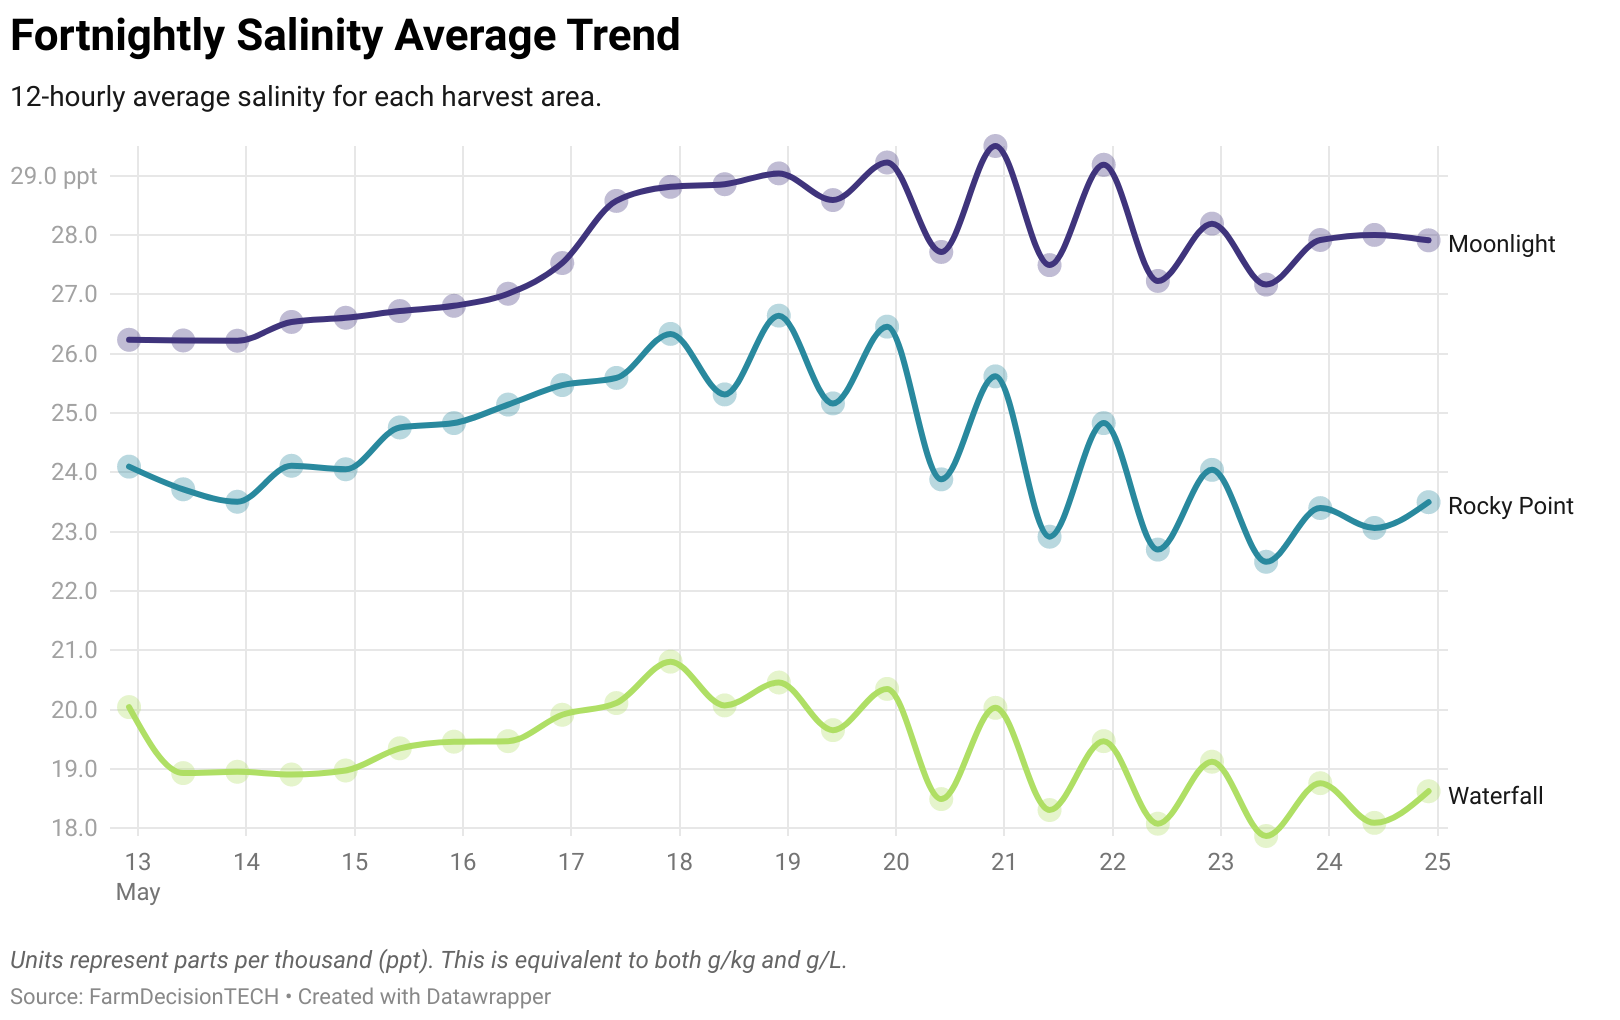 Fortnightly Salinity Average Trend
12-hourly average salinity for each harvest area.
29.0 ppt
28.0
Moonlight
27.0
26.0
25.0
24.0
23.0
Rocky Point
22.0
21.0
20.0
19.0
Waterfall
18.0
13 14 15 16 17 18 19 20 21 22 23 24 25
May
Units represent parts per thousand (ppt). This is equivalent to both g/kg and g/L.
Source: FarmDecisionTECH • Created with Datawrapper